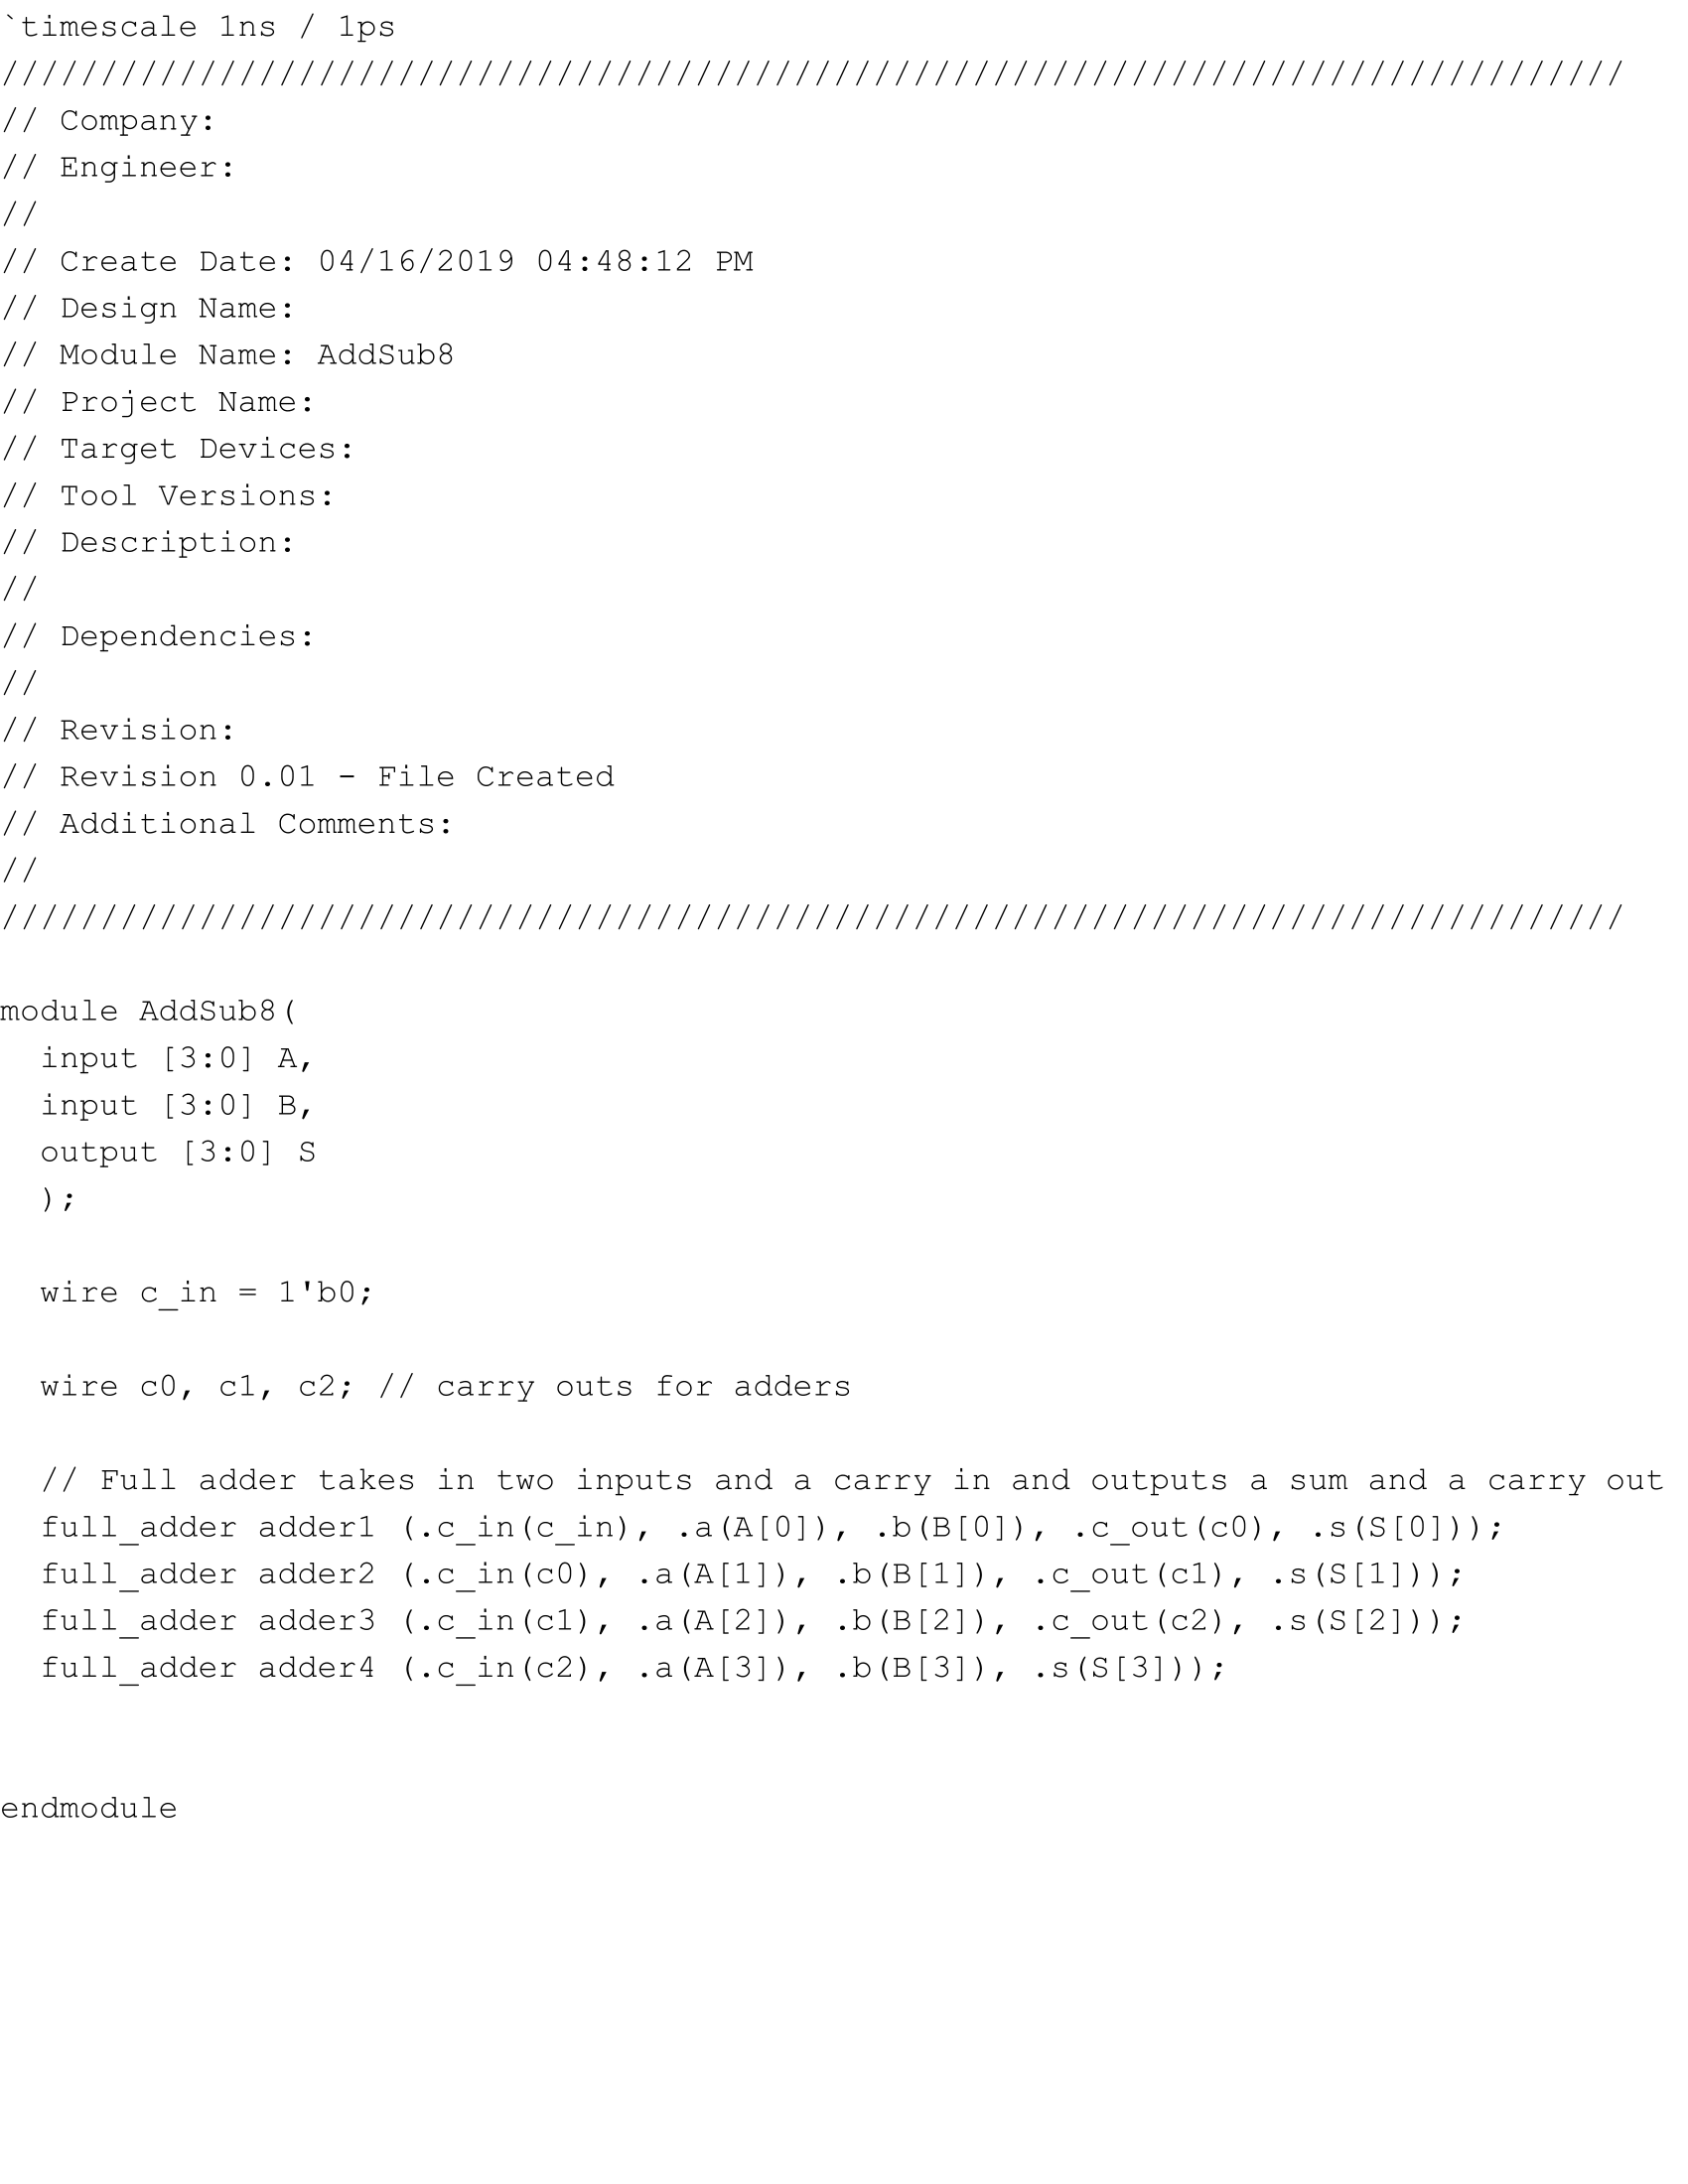 `timescale 1ns / 1ps
//////////////////////////////////////////////////////////////////////////////////
// Company:
// Engineer:
//
// Create Date: 04/16/2019 04:48:12 PM
// Design Name:
// Module Name: AddSub8
// Project Name:
// Target Devices:
// Tool Versions:
// Description:
//
// Dependencies:
//
// Revision:
// Revision 0.01 - File Created
// Additional Comments:
//
//////////////////////////////////////////////////////////////////////////////////

module AddSub8(
  input [3:0] A,
  input [3:0] B,
  output [3:0] S
  );

  wire c_in = 1'b0;

  wire c0, c1, c2; // carry outs for adders

  // Full adder takes in two inputs and a carry in and outputs a sum and a carry out
  full_adder adder1 (.c_in(c_in), .a(A[0]), .b(B[0]), .c_out(c0), .s(S[0]));
  full_adder adder2 (.c_in(c0), .a(A[1]), .b(B[1]), .c_out(c1), .s(S[1]));
  full_adder adder3 (.c_in(c1), .a(A[2]), .b(B[2]), .c_out(c2), .s(S[2]));
  full_adder adder4 (.c_in(c2), .a(A[3]), .b(B[3]), .s(S[3]));


endmodule